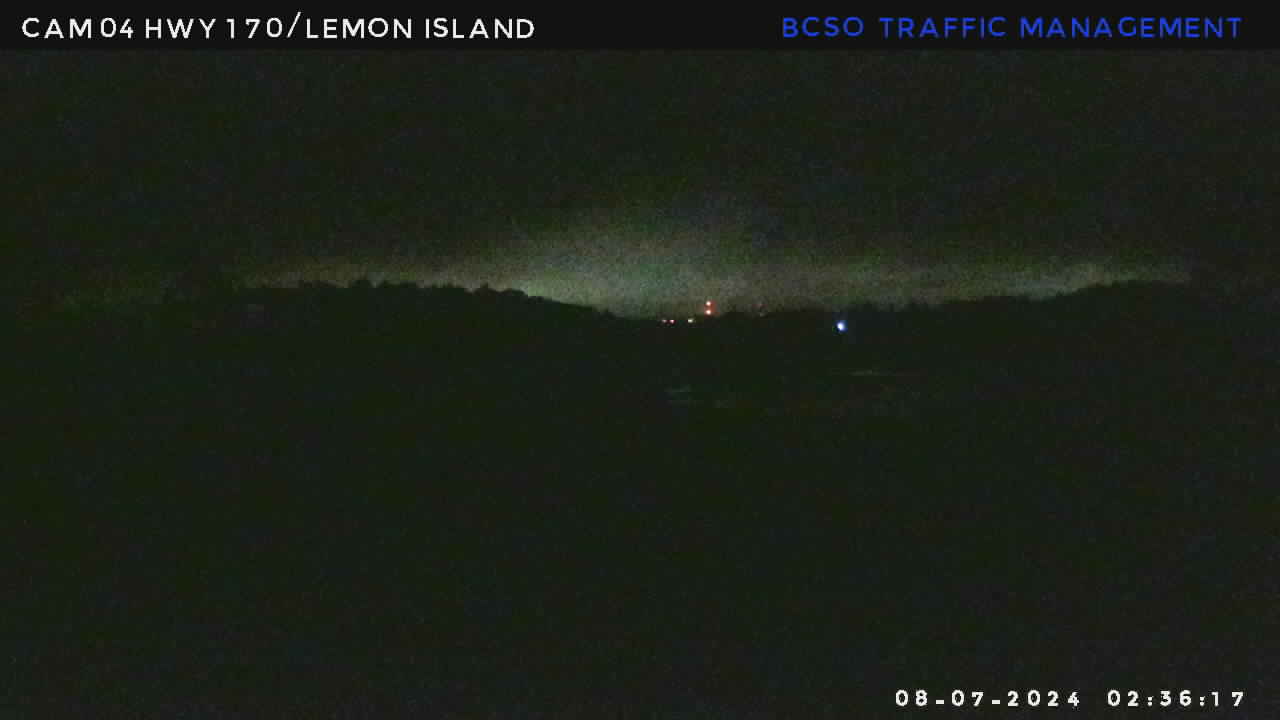 CAM04 HWY 170/LEMON ISLAND
BCSO TRAFFIC MANAGEMENT
08-07-2024 02:36:17